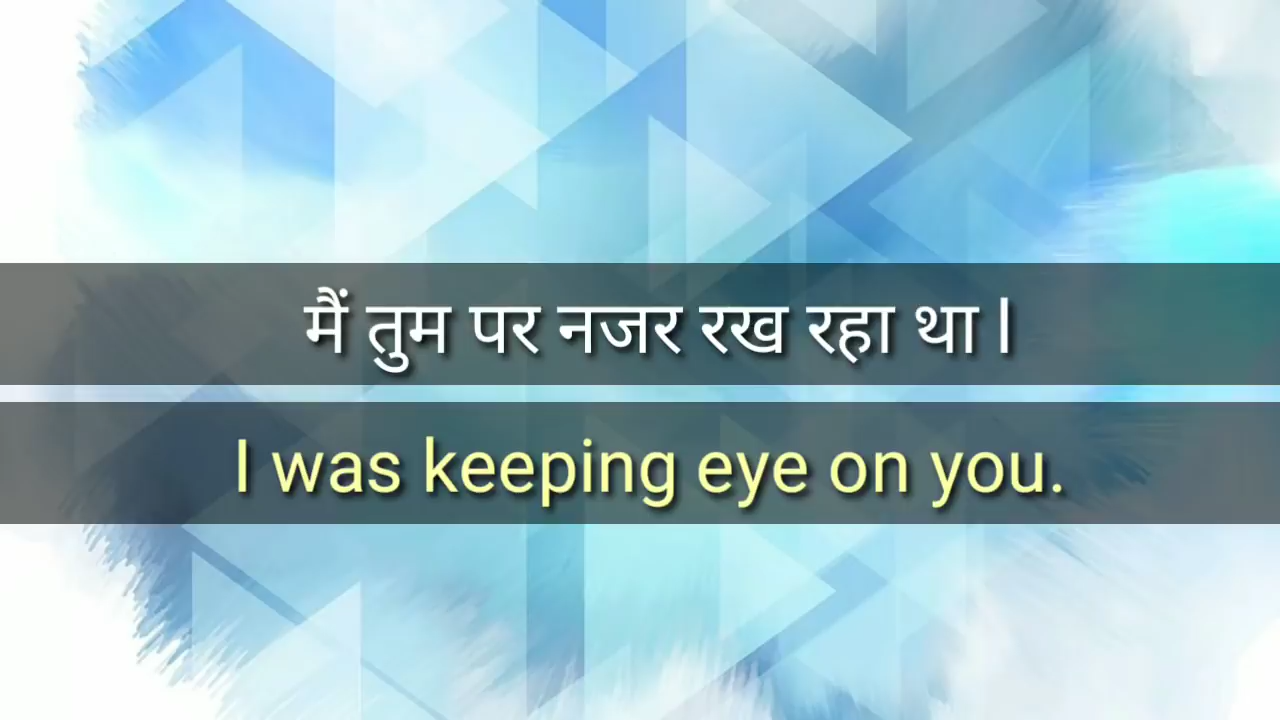 मैं तुम पर नजर रख रहा था l
I was keeping eye on you.